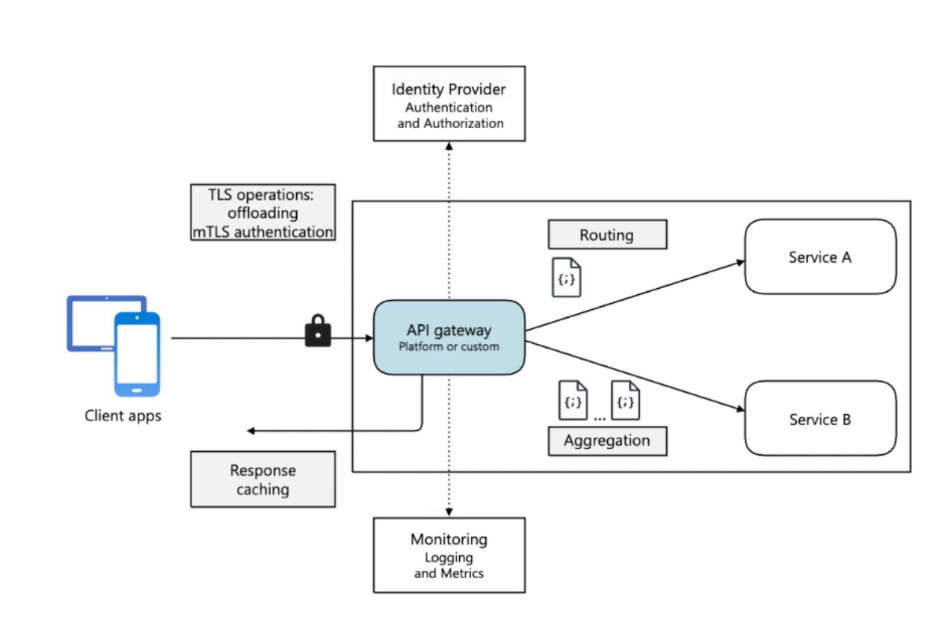 Identity Provider
Authentication
and Authorization
TLS operations:
offloading
mTLS authentication
Routing
{;}
Service A
API gateway
Platform or custom
Client apps
{;} ... {;}
Aggregation
Service B
Response
caching
Monitoring
Logging
and Metrics